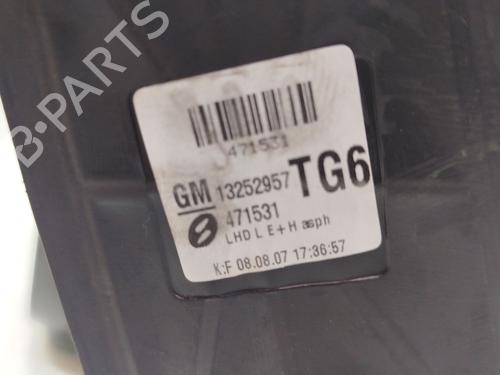 B-PARTS
471531
GM 13252957 TG6
471531
LHD L E+H asph
K:F 08.08.07 17:36:57